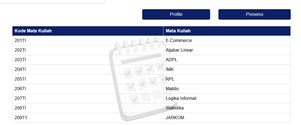 Profile Presensi
Kode Mata Kuliah Mata Kuliah
201TI E.Commerce
202TI Aljabar Linear
203TI ADPL
204TI IMK
205TI RPL
206TI Matdis
207TI Logika Informat
208TI Statistika
209TI JARKOM